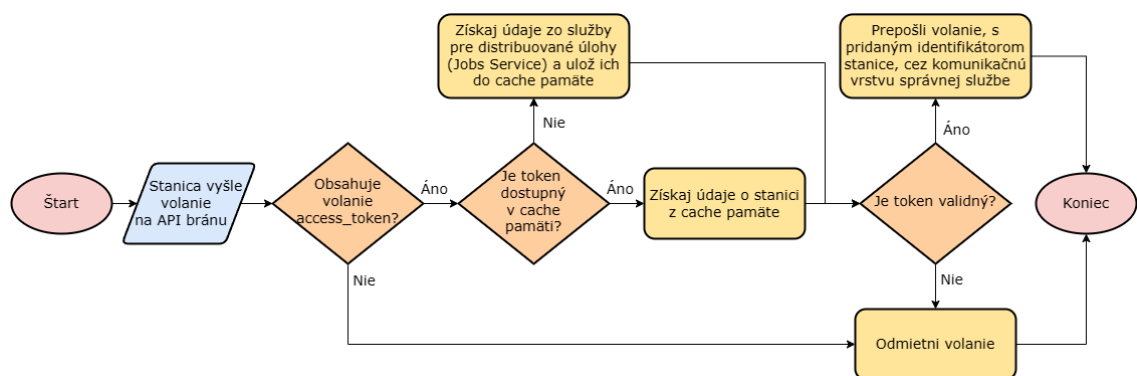 Štart
Stanica vyšle
volanie
na API bránu
Obsahuje
volanie
access_token?
Áno
Nie
Je token
dostupný
v cache
pamäti?
Nie
Áno
Získaj údaje zo služby
pre distribuované úlohy
(Jobs Service) a ulož ich
do cache pamäte
Získaj údaje o stanici
z cache pamäte
Je token validný?
Áno
Nie
Prepošli volanie, s
pridaným identifikátorom
stanice, cez komunikačnú
vrstvu správnej službe
Odmietni volanie
Koniec